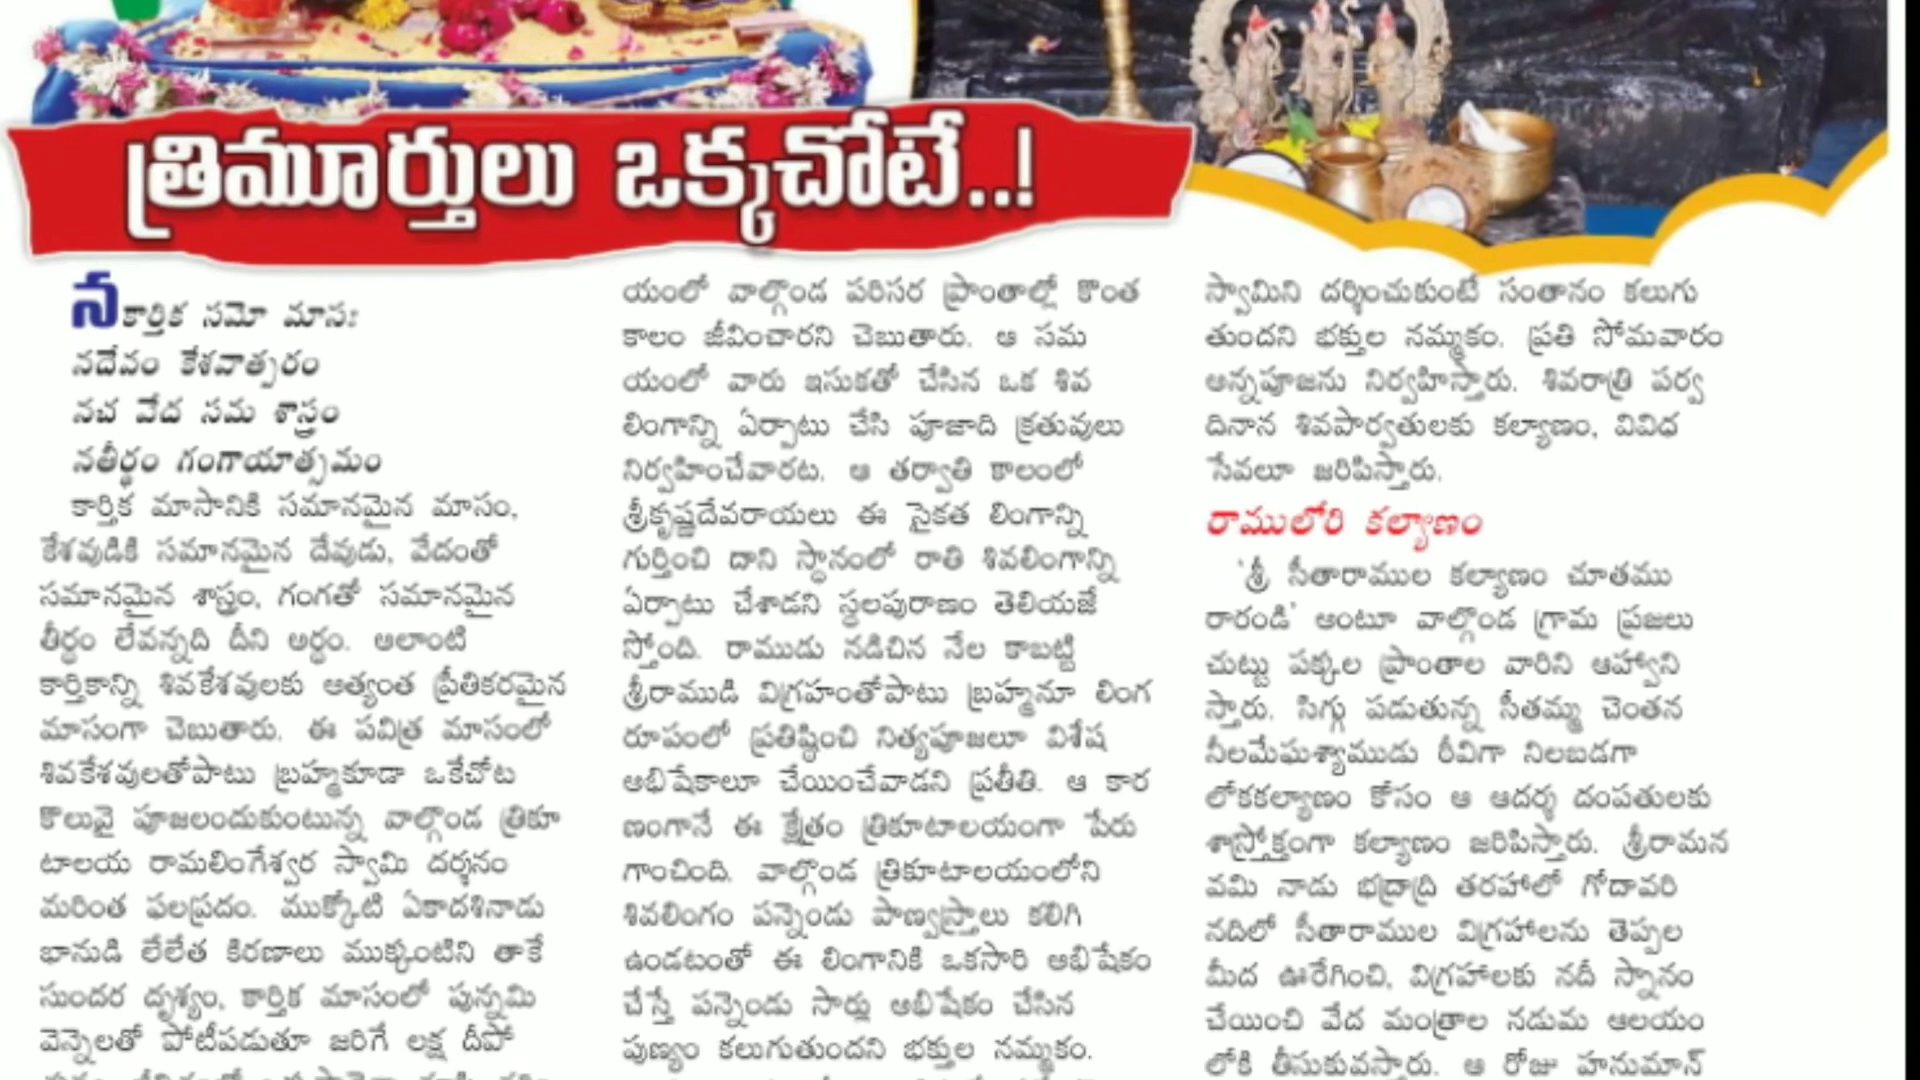 త్రిమూర్తులు ఒక్కచోటే..!
నకార్తిక సమో మాసః
నదేవం కేశవాత్పరం
నచ వేద సమ శాస్త్రం
నతీర్థం గంగాయాత్సమం
కార్తిక మాసానికి సమానమైన మాసం,
కేశవుడికి సమానమైన దేవుడు, వేదంతో
సమానమైన శాస్త్రం, గంగతో సమానమైన
తీర్థం లేవన్నది దీని అర్థం. అలాంటి
కార్తికాన్ని శివకేశవులకు అత్యంత ప్రీతికరమైన
మాసంగా చెబుతారు. ఈ పవిత్ర మాసంలో
శివకేశవులతోపాటు బ్రహ్మకూడా ఒకేచోట
కొలువై పూజలందుకుంటున్న వాల్గొండ త్రికూ
టాలయ రామలింగేశ్వర స్వామి దర్శనం
మరింత ఫలప్రదం. ముక్కోటి ఏకాదశినాడు
భానుడి లేలేత కిరణాలు ముక్కంటిని తాకే
సుందర దృశ్యం, కార్తిక మాసంలో పున్నమి
వెన్నెలతో పోటీపడుతూ జరిగే లక్ష దీపో
యంలో వాల్గొండ పరిసర ప్రాంతాల్లో కొంత
కాలం జీవించారని చెబుతారు. ఆ సమ
యంలో వారు ఇసుకతో చేసిన ఒక శివ
లింగాన్ని ఏర్పాటు చేసి పూజాది క్రతువులు
నిర్వహించేవారట. ఆ తర్వాతి కాలంలో
శ్రీకృష్ణదేవరాయలు ఈ సైకత లింగాన్ని
గుర్తించి దాని స్థానంలో రాతి శివలింగాన్ని
ఏర్పాటు చేశాడని స్థలపురాణం తెలియజే
స్తోంది. రాముడు నడిచిన నేల కాబట్టి
శ్రీరాముడి విగ్రహంతోపాటు బ్రహ్మనూ లింగ
రూపంలో ప్రతిష్ఠించి నిత్యపూజలూ విశేష
అభిషేకాలూ చేయించేవాడని ప్రతీతి. ఆ కార
ణంగానే ఈ క్షేత్రం త్రికూటాలయంగా పేరు
గాంచింది. వాల్గొండ త్రికూటాలయంలోని
శివలింగం పన్నెండు పాణ్వస్త్రాలు కలిగి
ఉండటంతో ఈ లింగానికి ఒకసారి అభిషేకం
చేస్తే పన్నెండు సార్లు అభిషేకం చేసిన
పుణ్యం కలుగుతుందని భక్తుల నమ్మకం.
స్వామిని దర్శించుకుంటే సంతానం కలుగు
తుందని భక్తుల నమ్మకం. ప్రతి సోమవారం
అన్నపూజను నిర్వహిస్తారు. శివరాత్రి పర్వ
దినాన శివపార్వతులకు కల్యాణం, వివిధ
సేవలూ జరిపిస్తారు.
రాములోరి కల్యాణం
'శ్రీ సీతారాముల కల్యాణం చూతము
రారండి' అంటూ వాల్గొండ గ్రామ ప్రజలు
చుట్టు పక్కల ప్రాంతాల వారిని ఆహ్వాని
స్తారు. సిగ్గు పడుతున్న సీతమ్మ చెంతన
నీలమేఘశ్యాముడు ఠీవిగా నిలబడగా
లోకకల్యాణం కోసం ఆ ఆదర్శ దంపతులకు
శాస్త్రోక్తంగా కల్యాణం జరిపిస్తారు. శ్రీరామన
వమి నాడు భద్రాద్రి తరహాలో గోదావరి
నదిలో సీతారాముల విగ్రహాలను తెప్పల
మీద ఊరేగించి, విగ్రహాలకు నదీ స్నానం
చేయించి వేద మంత్రాల నడుమ ఆలయం
లోకి తీసుకువస్తారు. ఆ రోజు హనుమాన్